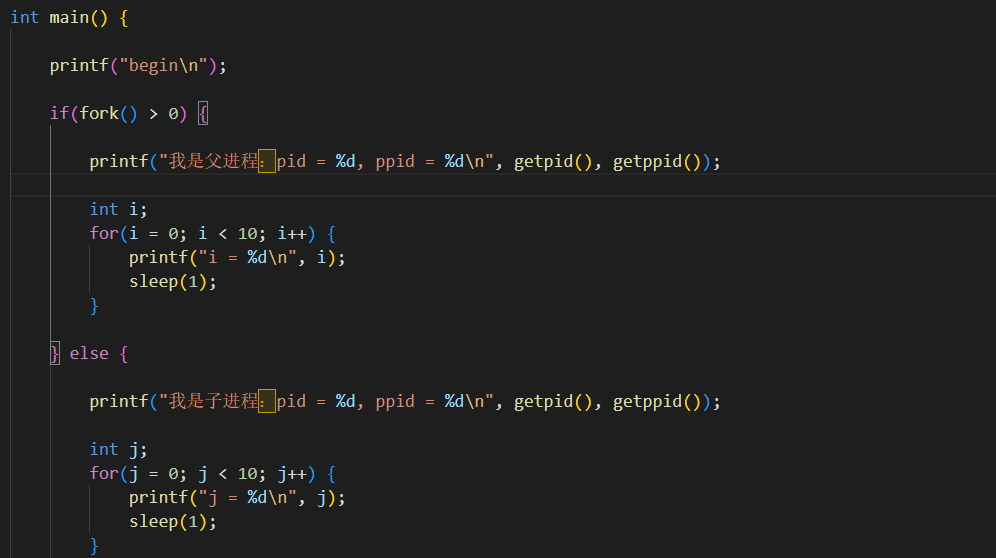 int main() {
printf("begin\n");
if(fork() > 0) {
printf("我是父进程：pid = %d, ppid = %d\n", getpid(), getppid());
int i;
for(i = 0; i < 10; i++) {
printf("i = %d\n", i);
sleep(1);
}
} else {
printf("我是子进程：pid = %d, ppid = %d\n", getpid(), getppid());
int j;
for(j = 0; j < 10; j++) {
printf("j = %d\n", j);
sleep(1);
}